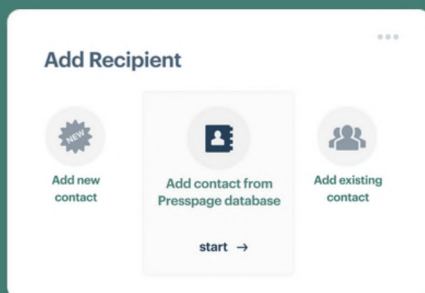 Add Recipient
NEW
Add new
contact
Add contact from
Presspage database
start →
Add existing
contact